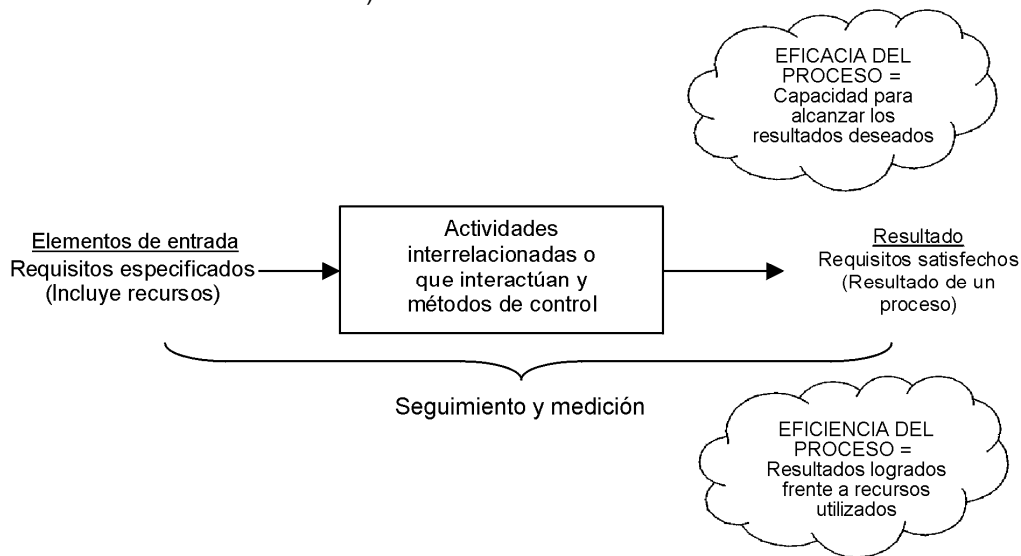 )
EFICACIA DEL
PROCESO =
Capacidad para
alcanzar los
resultados deseados
Elementos de entrada
Requisitos especificados
(Incluye recursos)
Actividades
interrelacionadas o
que interactúan y
métodos de control
Resultado
Requisitos satisfechos
(Resultado de un
proceso)
Seguimiento y medición
EFICIENCIA DEL
PROCESO =
Resultados logrados
frente a recursos
utilizados